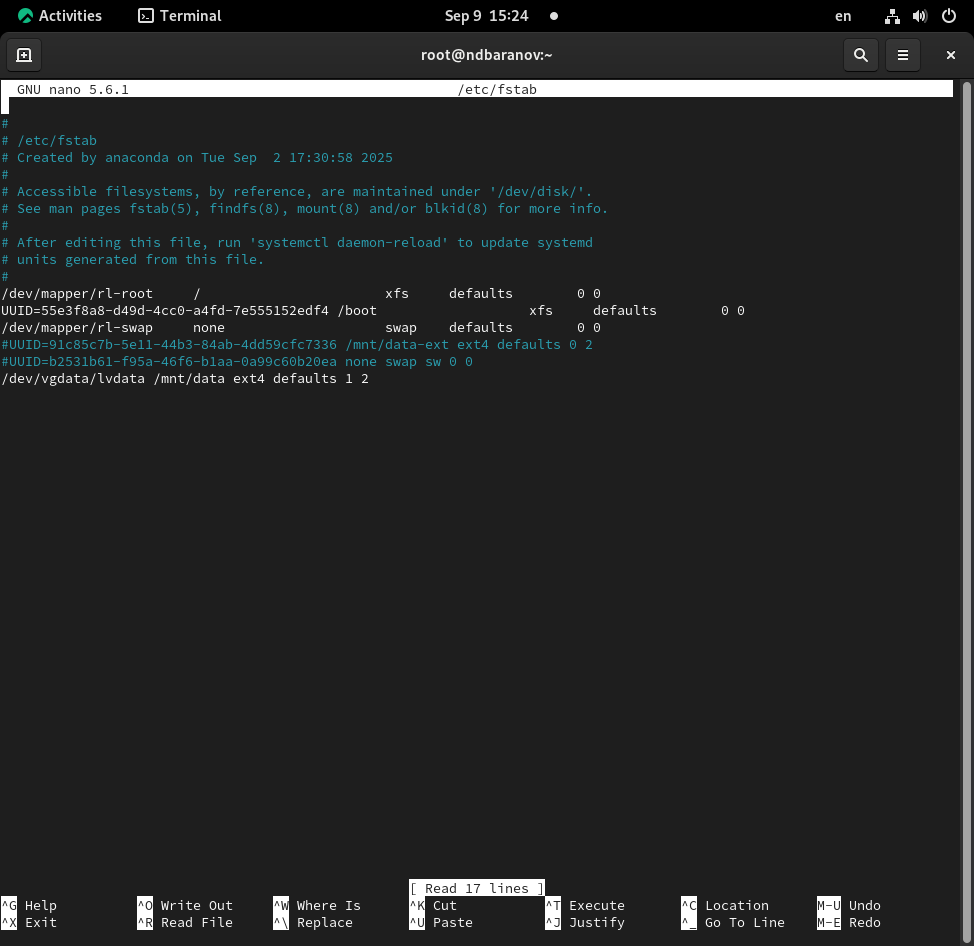 Activities Terminal Sep 9 15:24 en
root@ndbaranov:~
GNU nano 5.6.1 /etc/fstab
#
# /etc/fstab
# Created by anaconda on Tue Sep  2 17:30:58 2025
#
# Accessible filesystems, by reference, are maintained under '/dev/disk/'.
# See man pages fstab(5), findfs(8), mount(8) and/or blkid(8) for more info.
#
# After editing this file, run 'systemctl daemon-reload' to update systemd
# units generated from this file.
#
/dev/mapper/rl-root     /                       xfs     defaults        0 0
UUID=55e3f8a8-d49d-4cc0-a4fd-7e555152edf4 /boot                   xfs     defaults        0 0
/dev/mapper/rl-swap     none                    swap    defaults        0 0
#UUID=91c85c7b-5e11-44b3-84ab-4dd59cfc7336 /mnt/data-ext ext4 defaults 0 2
#UUID=b2531b61-f95a-46f6-b1aa-0a99c60b20ea none swap sw 0 0
/dev/vgdata/lvdata /mnt/data ext4 defaults 1 2
[ Read 17 lines ]
^G Help ^O Write Out ^W Where Is ^K Cut ^T Execute ^C Location M-U Undo
^X Exit ^R Read File ^\ Replace ^U Paste ^J Justify ^_ Go To Line M-E Redo